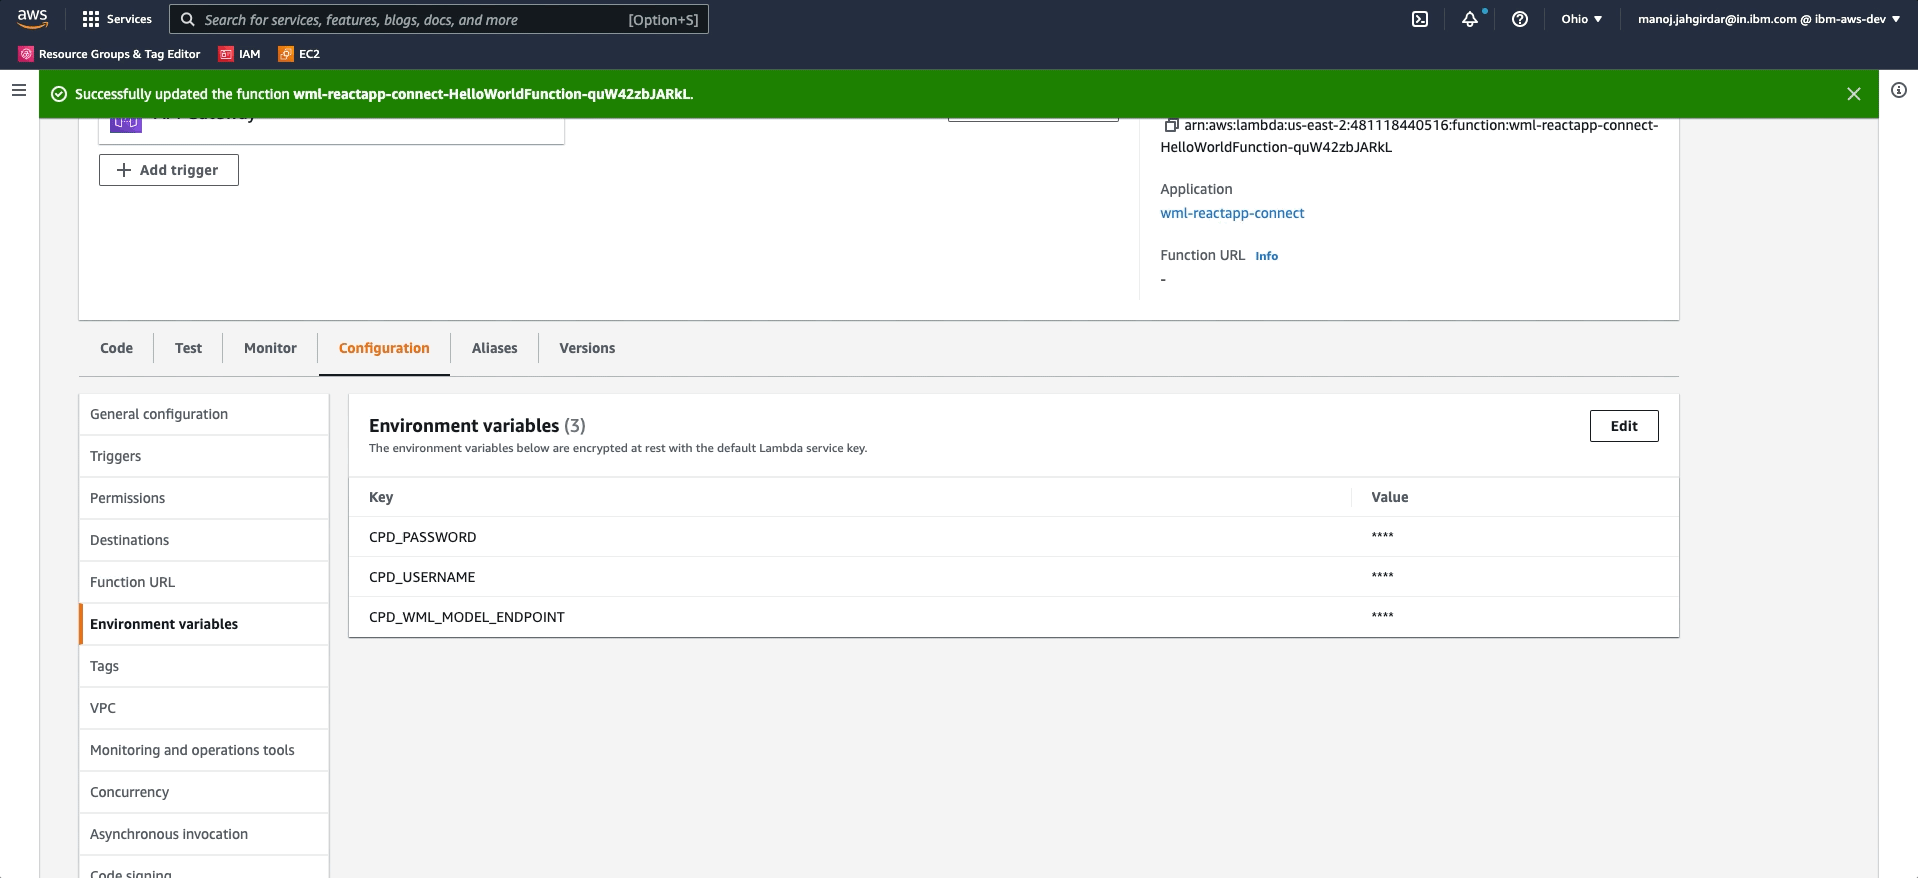 aws
Services
Search for services, features, blogs, docs, and more
[Option+S]
Ohio
manoj.jahgirdar@in.ibm.com @ ibm-aws-dev
Resource Groups & Tag Editor
IAM
EC2
Successfully updated the function wml-reactapp-connect-HelloWorldFunction-quW42zbJARkL.
arn:aws:lambda:us-east-2:481118440516:function:wml-reactapp-connect-
HelloWorldFunction-quW42zbJARkL
Add trigger
Application
wml-reactapp-connect
Function URL Info
-
Code
Test
Monitor
Configuration
Aliases
Versions
General configuration
Triggers
Permissions
Destinations
Function URL
Environment variables
Tags
VPC
Monitoring and operations tools
Concurrency
Asynchronous invocation
Code signing
Environment variables (3)
The environment variables below are encrypted at rest with the default Lambda service key.
Edit
Key Value
CPD_PASSWORD ****
CPD_USERNAME ****
CPD_WML_MODEL_ENDPOINT ****